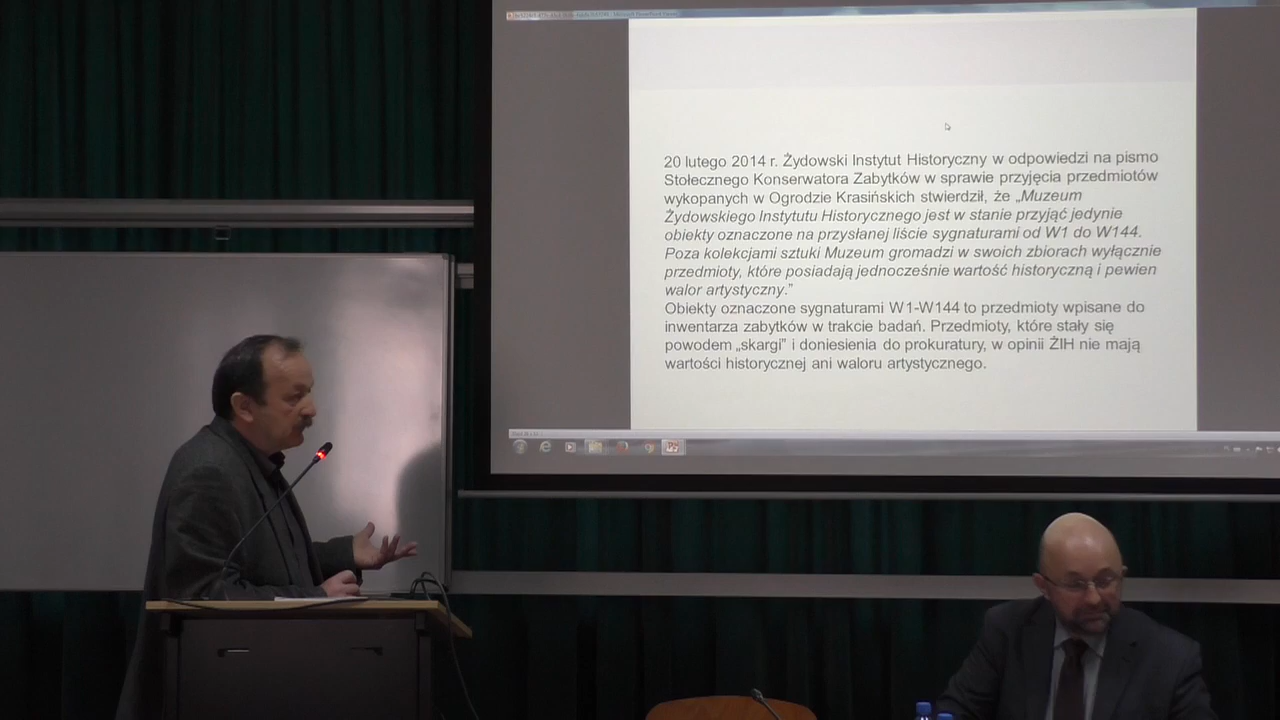 20 lutego 2014 r. Żydowski Instytut Historyczny w odpowiedzi na pismo
Stołecznego Konserwatora Zabytków w sprawie przyjęcia przedmiotów
wykopanych w Ogrodzie Krasińskich stwierdził, że „Muzeum
Żydowskiego Instytutu Historycznego jest w stanie przyjąć jedynie
obiekty oznaczone na przysłanej liście sygnaturami od W1 do W144.
Poza kolekcjami sztuki Muzeum gromadzi w swoich zbiorach wyłącznie
przedmioty, które posiadają jednocześnie wartość historyczną i pewien
walor artystyczny.”
Obiekty oznaczone sygnaturami W1-W144 to przedmioty wpisane do
inwentarza zabytków w trakcie badań. Przedmioty, które stały się
powodem „skargi” i doniesienia do prokuratury, w opinii ŻIH nie mają
wartości historycznej ani waloru artystycznego.